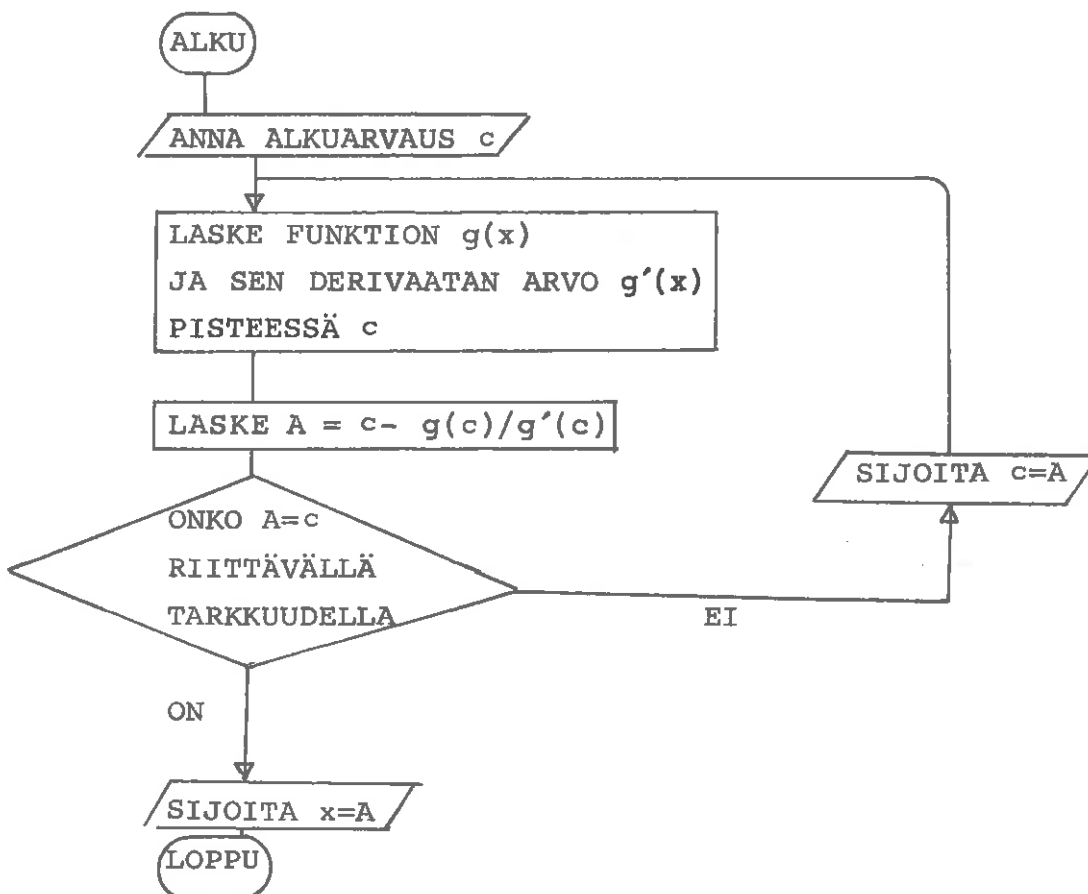 ALKU
ANNA ALKUARVAUS c
LASKE FUNKTION g(x)
JA SEN DERIVAATAN ARVO g´(x)
PISTEESSÄ c
LASKE A = c- g(c)/g´(c)
SIJOITA c=A
ONKO A=c
RIITTÄVÄLLÄ
TARKKUUDELLA
EI
ON
SIJOITA x=A
LOPPU